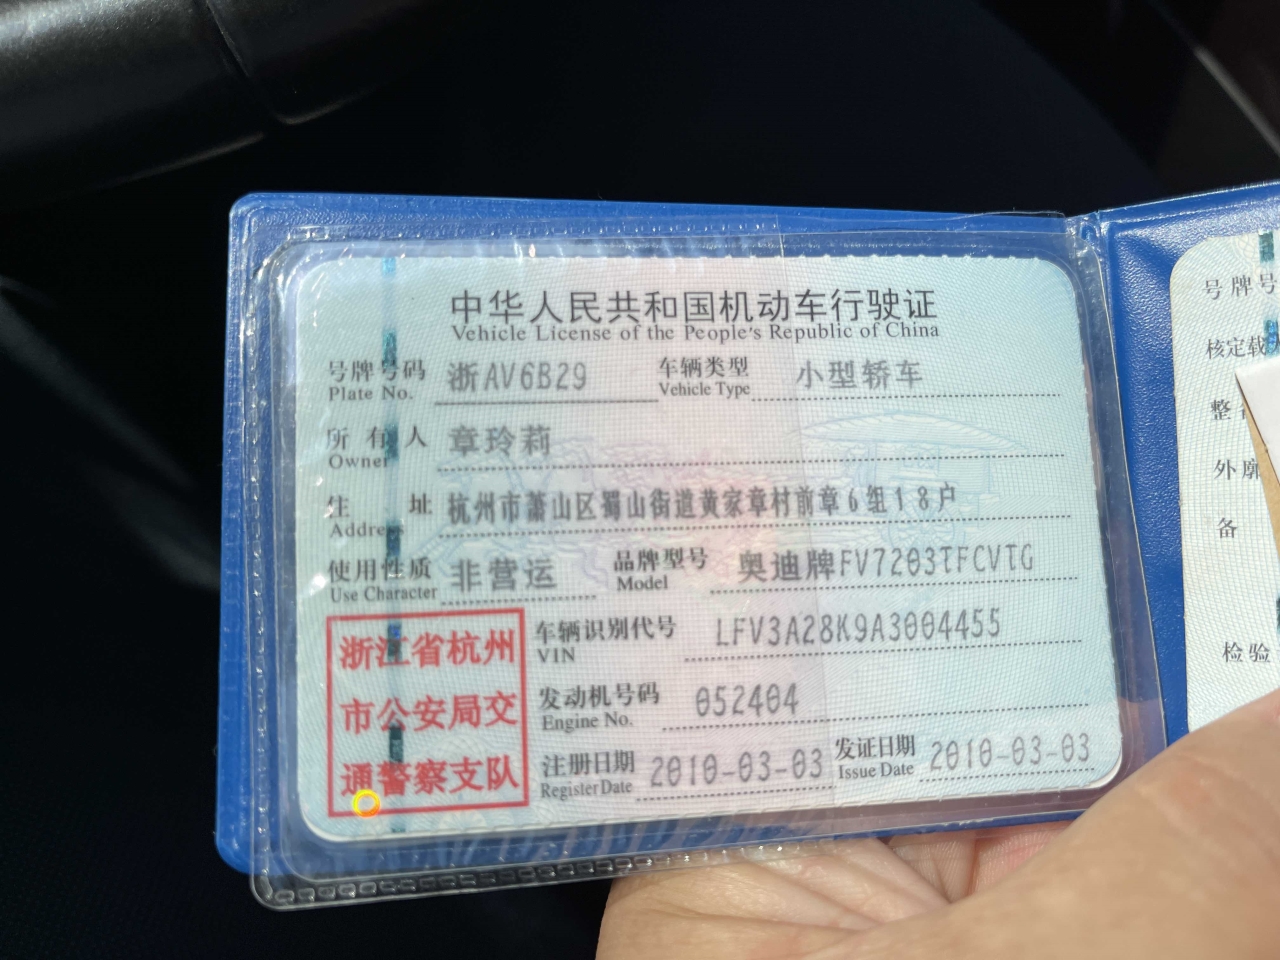 中华人民共和国机动车行驶证
Vehicle License of the People's Republic of China
号牌号码 浙AV6B29 车辆类型 小型轿车
Plate No. Vehicle Type
所有人 章玲莉
Owner
住址 杭州市萧山区蜀山街道黄家章村前章6组18户
Address
使用性质 非营运 品牌型号 奥迪牌FV7203TFCVTG
Use Character Model
浙江省杭州
市公安局交
通警察支队
车辆识别代号 LFV3A28K9A3004455
VIN
发动机号码 052404
Engine No.
注册日期 2010-03-03 发证日期 2010-03-03
Register Date Issue Date
号牌号
核定载
整
外廓
备
检验